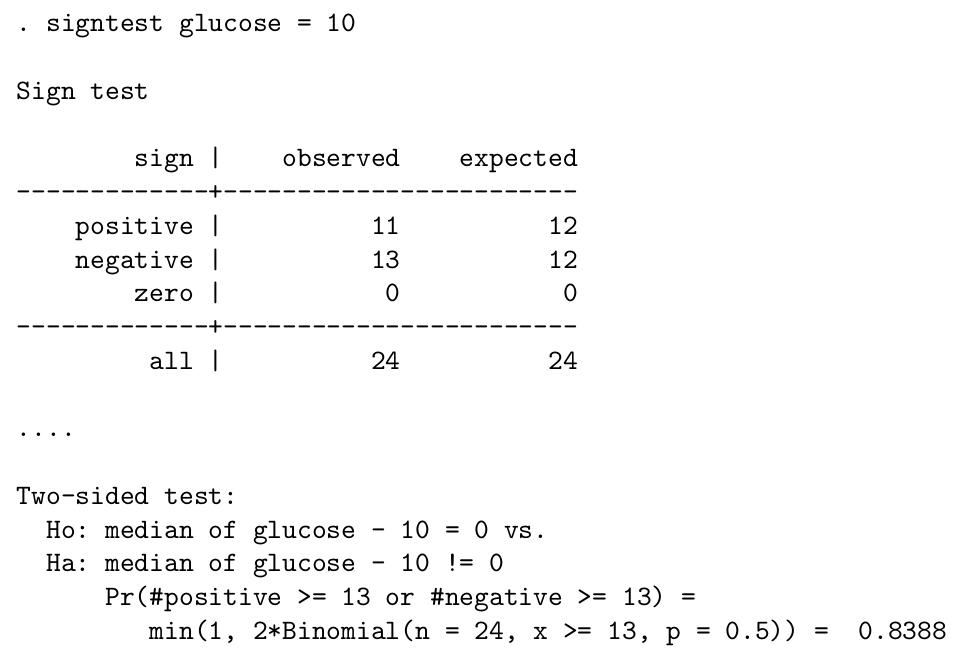 . signtest glucose = 10
Sign test
sign | observed expected
-------------+------------------------
positive | 11 12
negative | 13 12
zero | 0 0
-------------+------------------------
all | 24 24
....
Two-sided test:
Ho: median of glucose - 10 = 0 vs.
Ha: median of glucose - 10 != 0
Pr(#positive >= 13 or #negative >= 13) =
min(1, 2*Binomial(n = 24, x >= 13, p = 0.5)) = 0.8388